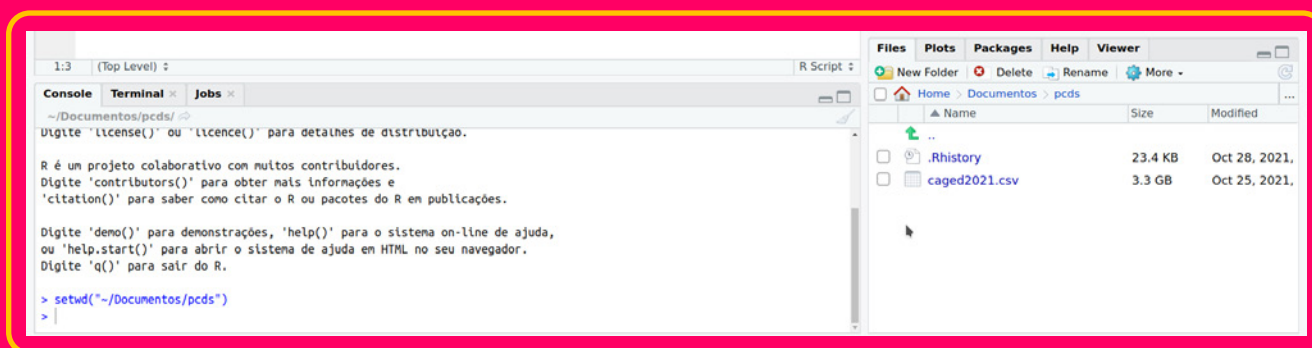 1:3 (Top Level) R Script
Console Terminal Jobs
~/Documentos/pcds/
Digite 'license()' ou 'licence()' para detalhes de distribuição.
R é um projeto colaborativo com muitos contribuidores.
Digite 'contributors()' para obter mais informações e
'citation()' para saber como citar o R ou pacotes do R em publicações.
Digite 'demo()' para demonstrações, 'help()' para o sistema on-line de ajuda,
ou 'help.start()' para abrir o sistema de ajuda em HTML no seu navegador.
Digite 'q()' para sair do R.
> setwd("~/Documentos/pcds")
>
Files Plots Packages Help Viewer
New Folder Delete Rename More
Home > Documentos > pcds ...
Name Size Modified
..
.Rhistory 23.4 KB Oct 28, 2021,
caged2021.csv 3.3 GB Oct 25, 2021,